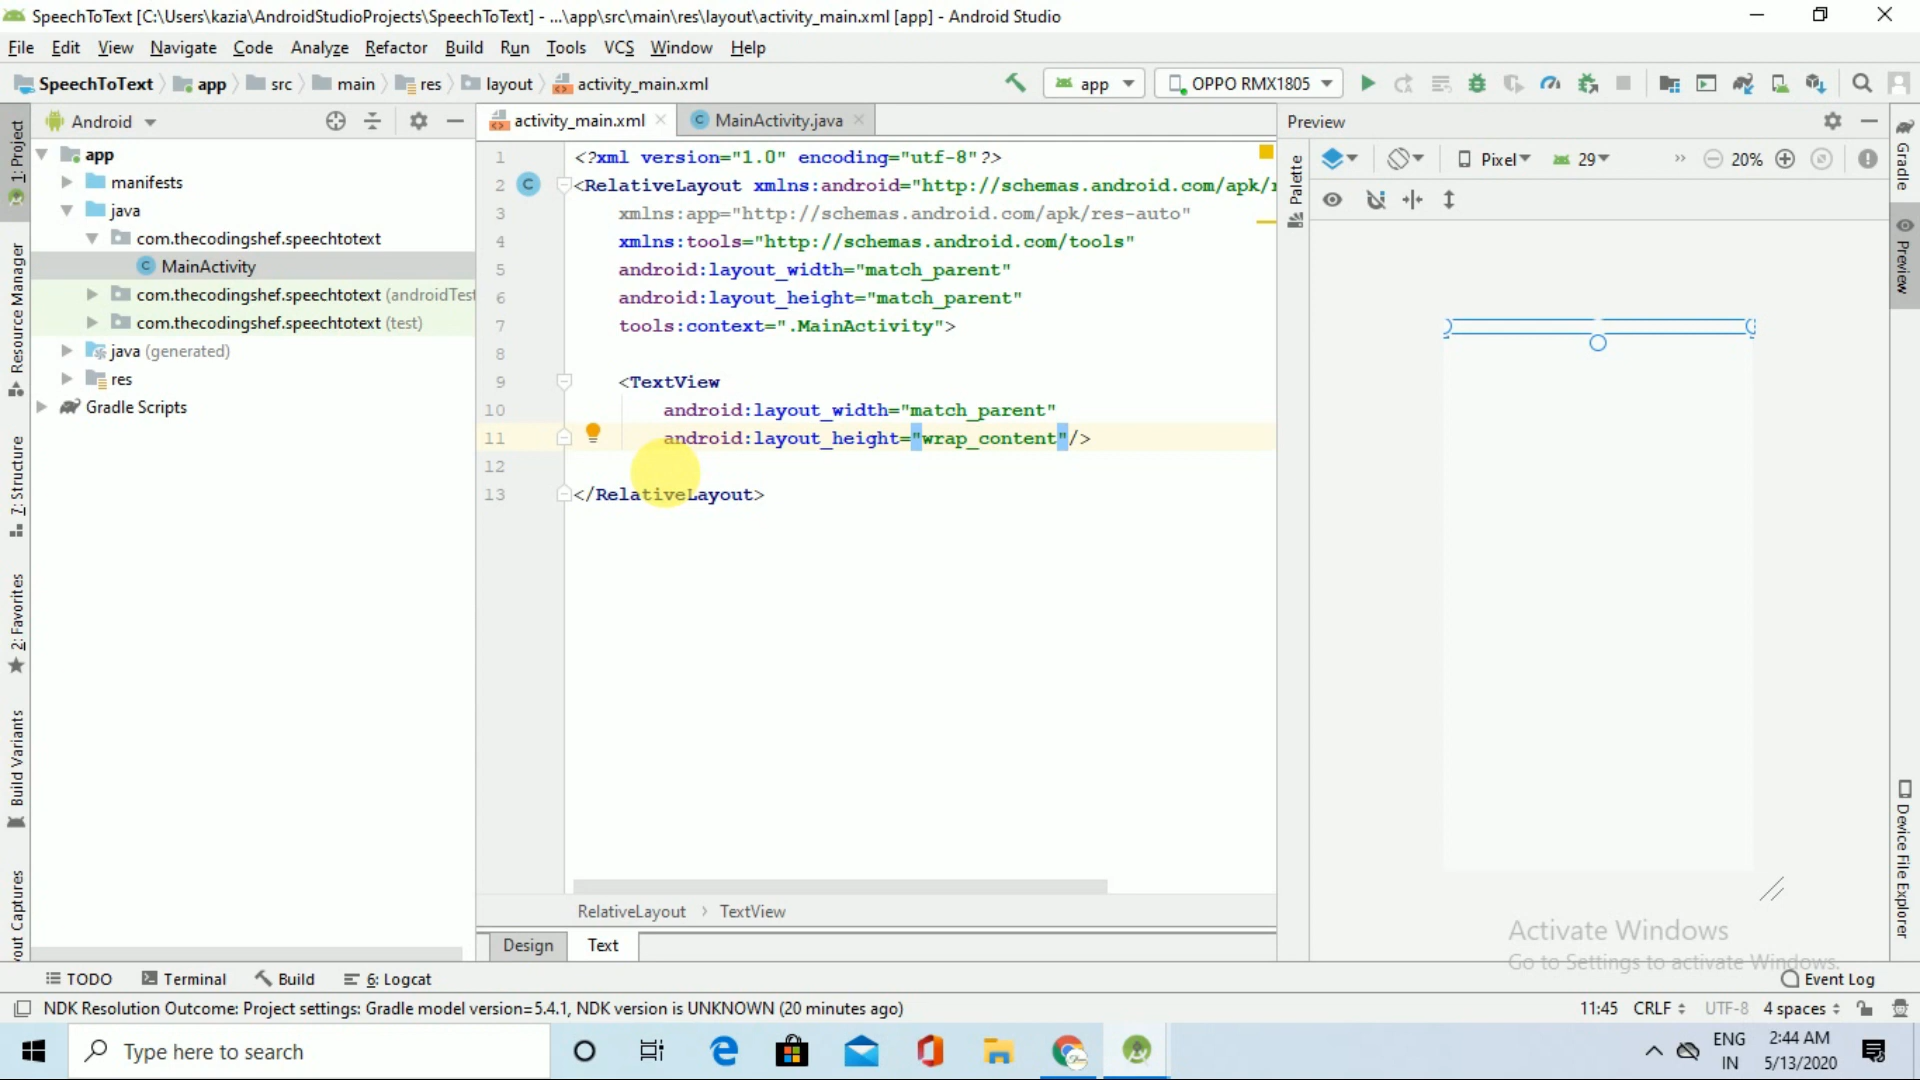 SpeechToText [C:\Users\kazia\AndroidStudioProjects\SpeechToText] - ...\app\src\main\res\layout\activity_main.xml [app] - Android Studio
File Edit View Navigate Code Analyze Refactor Build Run Tools VCS Window Help
SpeechToText app src main res layout activity_main.xml app OPPO RMX1805
Android activity_main.xml MainActivity.java Preview
1: Project
Resource Manager
7: Structure
2: Favorites
Build Variants
out Captures
app
manifests
java
com.thecodingshef.speechtotext
MainActivity
com.thecodingshef.speechtotext (androidTest
com.thecodingshef.speechtotext (test)
java (generated)
res
Gradle Scripts
1 <?xml version="1.0" encoding="utf-8"?>
2 C <RelativeLayout xmlns:android="http://schemas.android.com/apk/r
3 xmlns:app="http://schemas.android.com/apk/res-auto"
4 xmlns:tools="http://schemas.android.com/tools"
5 android:layout_width="match_parent"
6 android:layout_height="match_parent"
7 tools:context=".MainActivity">
8
9 <TextView
10 android:layout_width="match_parent"
11 android:layout_height="wrap_content"/>
12
13 </RelativeLayout>
RelativeLayout > TextView
Design Text
Palette
Pixel 29 » 20%
Gradle
Preview
Device File Explorer
Activate Windows
Go to Settings to activate Windows.
TODO Terminal Build 6: Logcat Event Log
NDK Resolution Outcome: Project settings: Gradle model version=5.4.1, NDK version is UNKNOWN (20 minutes ago) 11:45 CRLF UTF-8 4 spaces
Type here to search
ENG
IN
2:44 AM
5/13/2020